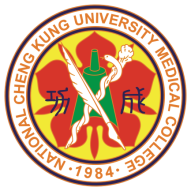 NATIONAL CHENG KUNG UNIVERSITY MEDICAL COLLEGE
·1984·
成功